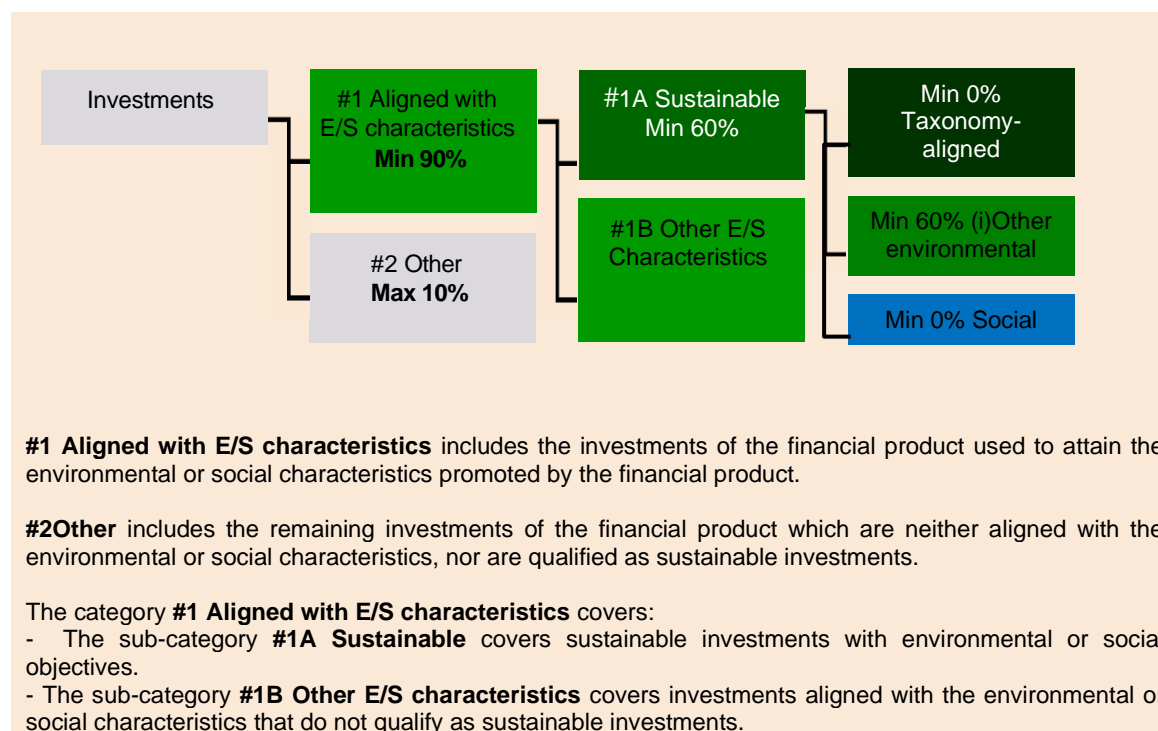 Investments
#1 Aligned with
E/S characteristics
Min 90%
#2 Other
Max 10%
#1A Sustainable
Min 60%
#1B Other E/S
Characteristics
Min 0%
Taxonomy-
aligned
Min 60% (i)Other
environmental
Min 0% Social
#1 Aligned with E/S characteristics includes the investments of the financial product used to attain the
environmental or social characteristics promoted by the financial product.
#2Other includes the remaining investments of the financial product which are neither aligned with the
environmental or social characteristics, nor are qualified as sustainable investments.
The category #1 Aligned with E/S characteristics covers:
- The sub-category #1A Sustainable covers sustainable investments with environmental or social
objectives.
- The sub-category #1B Other E/S characteristics covers investments aligned with the environmental or
social characteristics that do not qualify as sustainable investments.